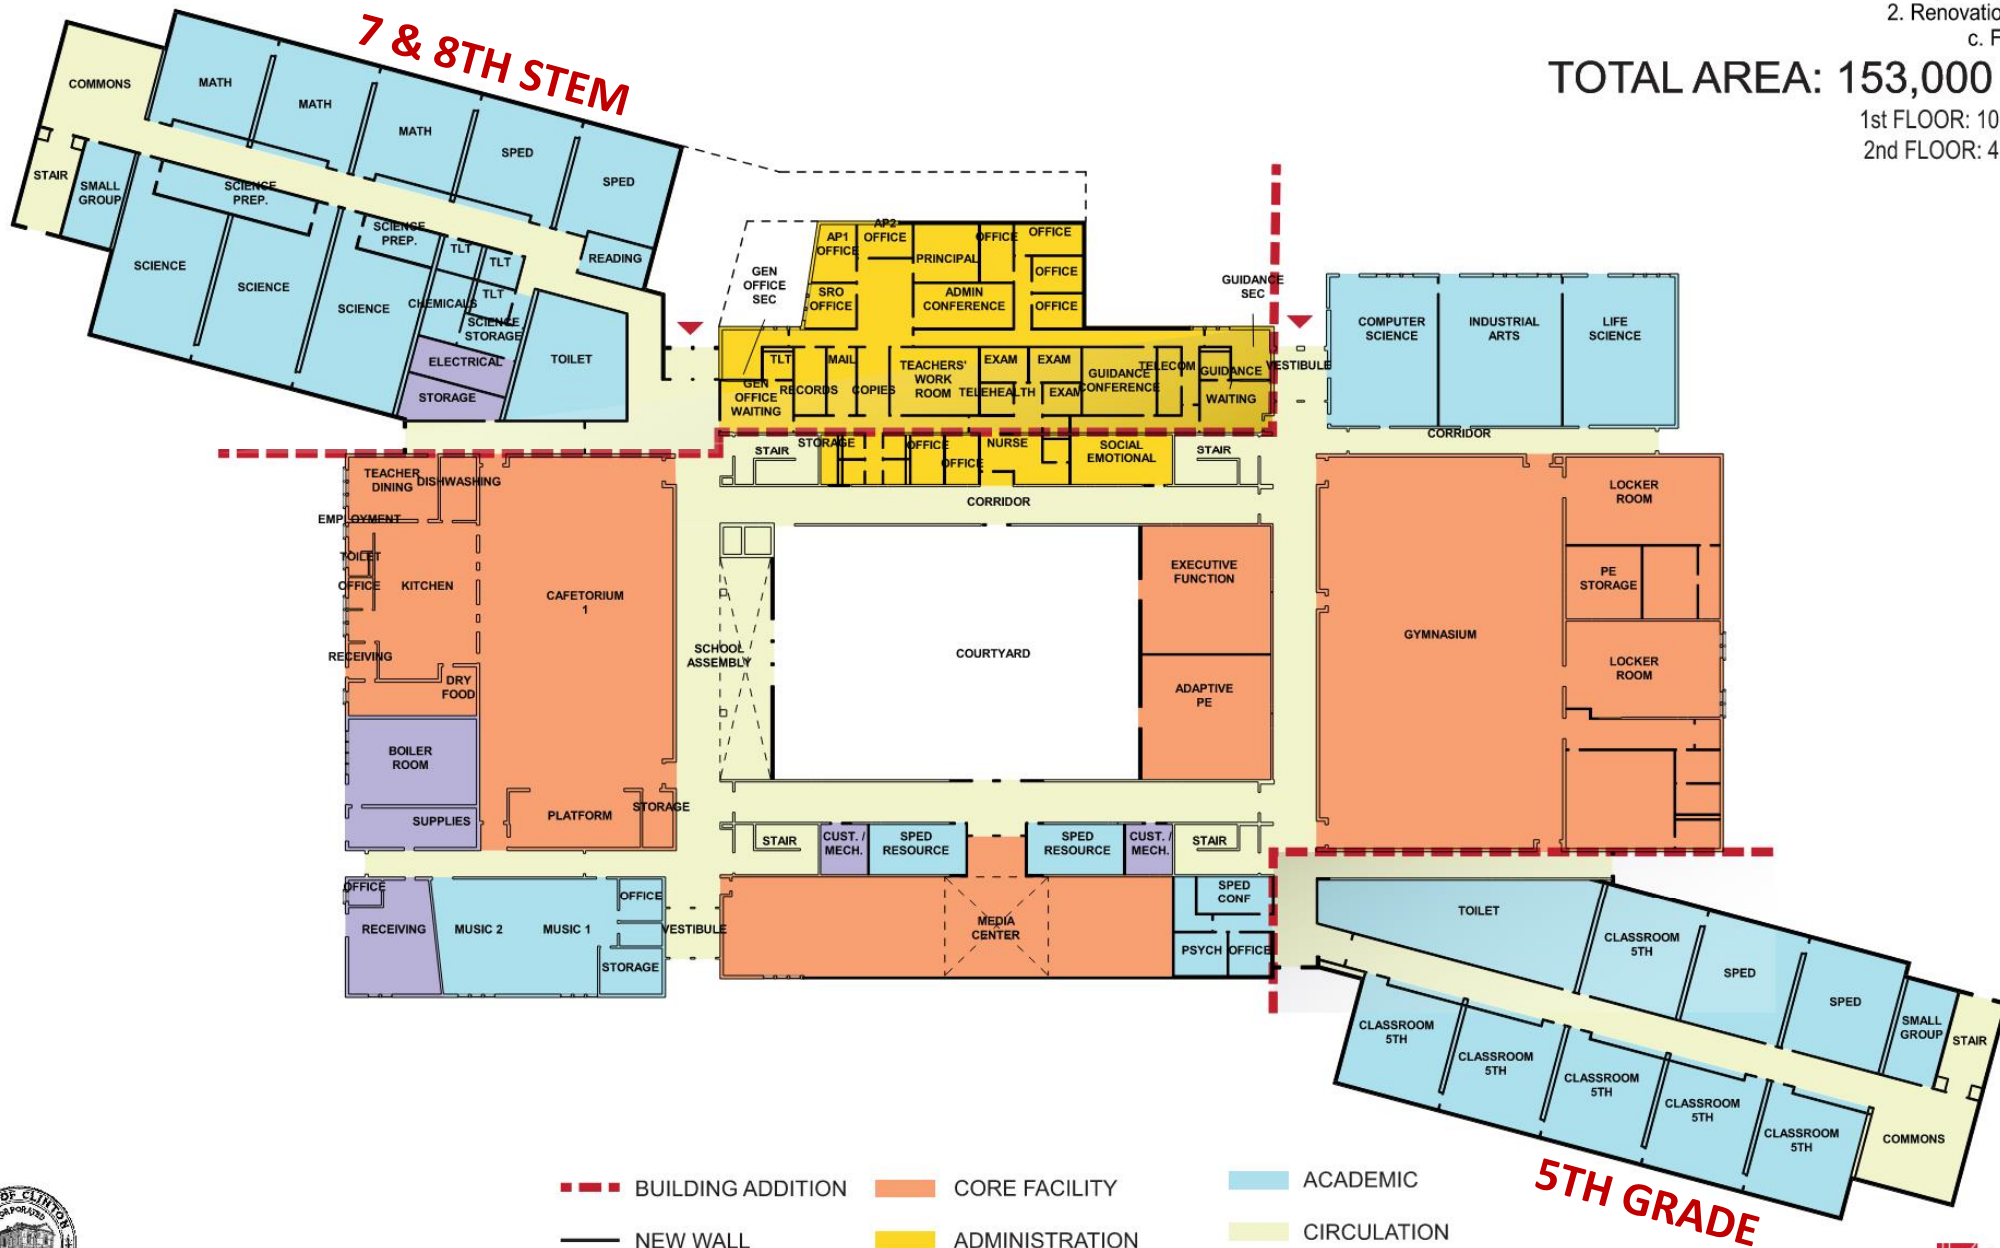 2. Renovatio
c. F
TOTAL AREA: 153,000
1st FLOOR: 10
2nd FLOOR: 4
7 & 8TH STEM
COMMONS
MATH
MATH
MATH
SPED
SPED
STAIR
SMALL
GROUP
SCIENCE
PREP.
SCIENCE
PREP.
TLT
TLT
TLT
READING
SCIENCE
SCIENCE
SCIENCE
CHEMICALS
SCIENCE
STORAGE
ELECTRICAL
STORAGE
TOILET
GEN
OFFICE
SEC
AP1
OFFICE
AP2
OFFICE
PRINCIPAL
OFFICE
OFFICE
OFFICE
OFFICE
SRO
OFFICE
ADMIN
CONFERENCE
GUIDANCE
SEC
TLT
MAIL
GEN
OFFICE
WAITING
RECORDS
COPIES
TEACHERS'
WORK
ROOM
EXAM
EXAM
TELEHEALTH
EXAM
GUIDANCE
CONFERENCE
TELECOM
GUIDANCE
WAITING
VESTIBULE
COMPUTER
SCIENCE
INDUSTRIAL
ARTS
LIFE
SCIENCE
CORRIDOR
STAIR
STORAGE
OFFICE
OFFICE
NURSE
SOCIAL
EMOTIONAL
STAIR
CORRIDOR
TEACHER
DINING
DISHWASHING
EMPLOYMENT
TOILET
OFFICE
KITCHEN
RECEIVING
DRY
FOOD
CAFETORIUM
1
BOILER
ROOM
SUPPLIES
PLATFORM
STORAGE
SCHOOL
ASSEMBLY
COURTYARD
EXECUTIVE
FUNCTION
ADAPTIVE
PE
GYMNASIUM
LOCKER
ROOM
PE
STORAGE
LOCKER
ROOM
STAIR
CUST. /
MECH.
SPED
RESOURCE
SPED
RESOURCE
CUST. /
MECH.
STAIR
OFFICE
RECEIVING
MUSIC 2
MUSIC 1
OFFICE
STORAGE
VESTIBULE
MEDIA
CENTER
SPED
CONF
PSYCH
OFFICE
TOILET
CLASSROOM
5TH
SPED
SPED
SMALL
GROUP
STAIR
CLASSROOM
5TH
CLASSROOM
5TH
CLASSROOM
5TH
CLASSROOM
5TH
CLASSROOM
5TH
COMMONS
5TH GRADE
BUILDING ADDITION
CORE FACILITY
ACADEMIC
NEW WALL
ADMINISTRATION
CIRCULATION
OF CLINTON